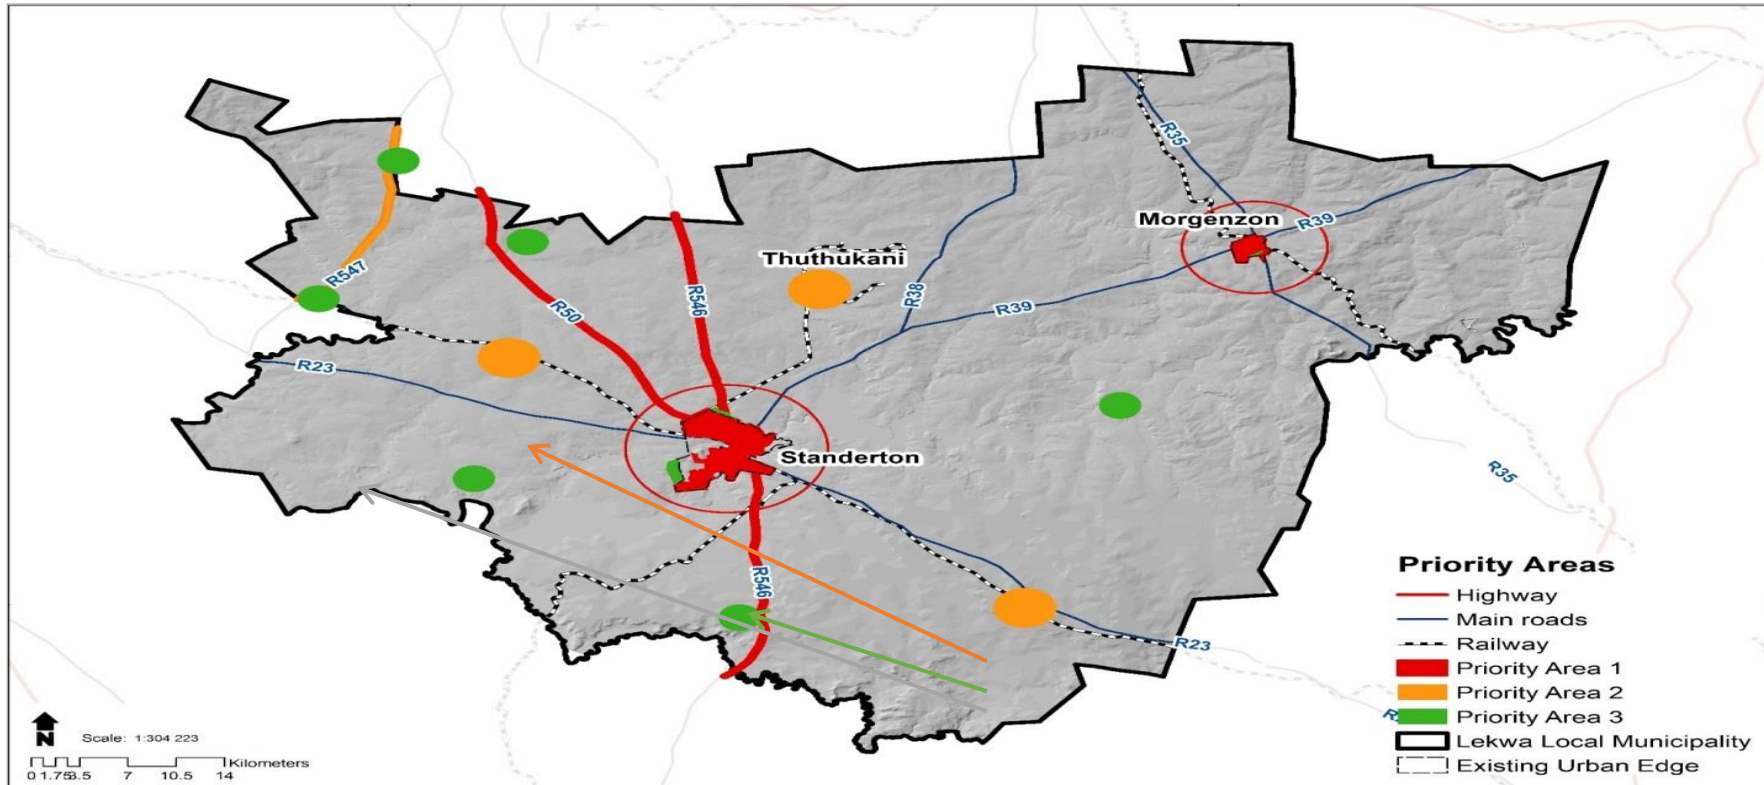 R35
Morgenzon
R39
R547
Thuthukani
R50
R546
R38
R39
R23
Standerton
R35
R546
R23
Priority Areas
Highway
Main roads
Railway
Priority Area 1
Priority Area 2
Priority Area 3
Lekwa Local Municipality
Existing Urban Edge
N
Scale: 1:304 223
Kilometers
0 1.75 3.5 7 10.5 14